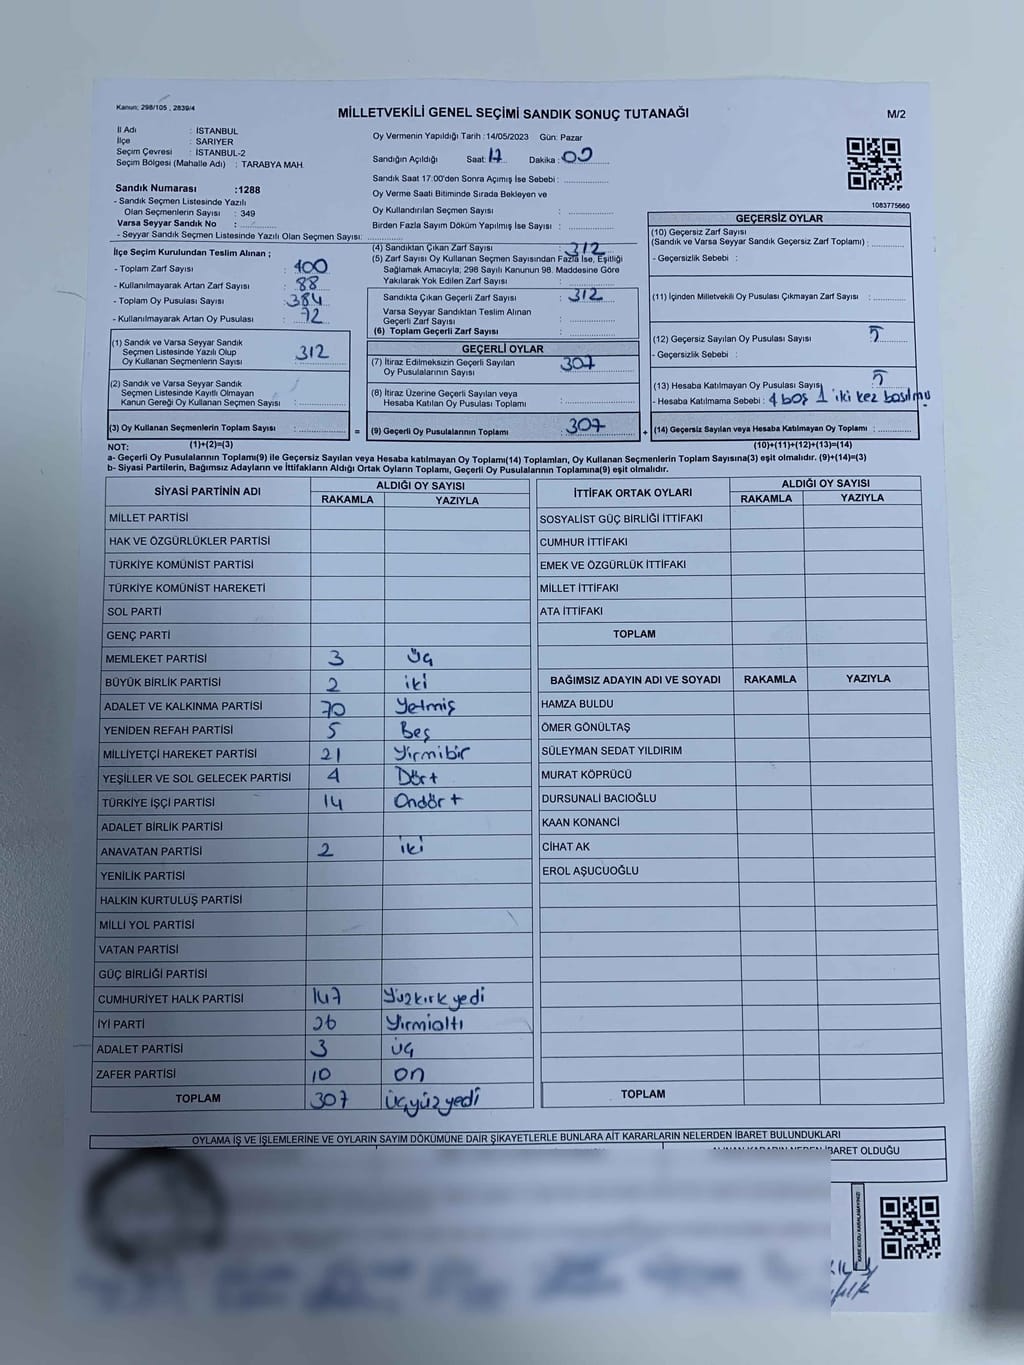 Kanun; 298/105 , 2839/4
MİLLETVEKİLİ GENEL SEÇİMİ SANDIK SONUÇ TUTANAĞI
M/2
İl Adı : İSTANBUL
İlçe : SARIYER
Seçim Çevresi : İSTANBUL-2
Seçim Bölgesi (Mahalle Adı) : TARABYA MAH.
Sandık Numarası :1288
- Sandık Seçmen Listesinde Yazılı
Olan Seçmenlerin Sayısı : 349
Varsa Seyyar Sandık No :
- Seyyar Sandık Seçmen Listesinde Yazılı Olan Seçmen Sayısı:
İlçe Seçim Kurulundan Teslim Alınan ;
- Toplam Zarf Sayısı : 400
- Kullanılmayarak Artan Zarf Sayısı : 88
- Toplam Oy Pusulası Sayısı : 384
- Kullanılmayarak Artan Oy Pusulası : 72
(1) Sandık ve Varsa Seyyar Sandık
Seçmen Listesinde Yazılı Olup
Oy Kullanan Seçmenlerin Sayısı : 312
(2) Sandık ve Varsa Seyyar Sandık
Seçmen Listesinde Kayıtlı Olmayan
Kanun Gereği Oy Kullanan Seçmen Sayısı :
(3) Oy Kullanan Seçmenlerin Toplam Sayısı :
Oy Vermenin Yapıldığı Tarih :14/05/2023 Gün: Pazar
Sandığın Açıldığı Saat: 17 Dakika : 00
Sandık Saat 17:00'den Sonra Açımış İse Sebebi :
Oy Verme Saati Bitiminde Sırada Bekleyen ve
Oy Kullandırılan Seçmen Sayısı :
Birden Fazla Sayım Döküm Yapılmış İse Sayısı :
(4) Sandıktan Çıkan Zarf Sayısı : 312
(5) Zarf Sayısı Oy Kullanan Seçmen Sayısından Fazla İse, Eşitliği
Sağlamak Amacıyla; 298 Sayılı Kanunun 98. Maddesine Göre
Yakılarak Yok Edilen Zarf Sayısı :
Sandıkta Çıkan Geçerli Zarf Sayısı : 312
Varsa Seyyar Sandıktan Teslim Alınan
Geçerli Zarf Sayısı :
(6) Toplam Geçerli Zarf Sayısı :
GEÇERLİ OYLAR
(7) İtiraz Edilmeksizin Geçerli Sayılan
Oy Pusulalarının Sayısı : 307
(8) İtiraz Üzerine Geçerli Sayılan veya
Hesaba Katılan Oy Pusulası Toplamı :
= (9) Geçerli Oy Pusulalarının Toplamı : 307
1083775660
GEÇERSİZ OYLAR
(10) Geçersiz Zarf Sayısı
(Sandık ve Varsa Seyyar Sandık Geçersiz Zarf Toplamı) :
- Geçersizlik Sebebi :
(11) İçinden Milletvekili Oy Pusulası Çıkmayan Zarf Sayısı :
(12) Geçersiz Sayılan Oy Pusulası Sayısı : 5
- Geçersizlik Sebebi :
(13) Hesaba Katılmayan Oy Pusulası Sayısı 5
- Hesaba Katılmama Sebebi : 4 boş 1 iki kez basılmış
+ (14) Geçersiz Sayılan veya Hesaba Katılmayan Oy Toplamı :
NOT: (1)+(2)=(3) (10)+(11)+(12)+(13)=(14)
a- Geçerli Oy Pusulalarının Toplamı(9) ile Geçersiz Sayılan veya Hesaba katılmayan Oy Toplamı(14) Toplamları, Oy Kullanan Seçmenlerin Toplam Sayısına(3) eşit olmalıdır. (9)+(14)=(3)
b- Siyasi Partilerin, Bağımsız Adayların ve İttifakların Aldığı Ortak Oyların Toplamı, Geçerli Oy Pusulalarının Toplamına(9) eşit olmalıdır.
SİYASİ PARTİNİN ADI ALDIĞI OY SAYISI
RAKAMLA YAZIYLA
MİLLET PARTİSİ
HAK VE ÖZGÜRLÜKLER PARTİSİ
TÜRKİYE KOMÜNİST PARTİSİ
TÜRKİYE KOMÜNİST HAREKETİ
SOL PARTİ
GENÇ PARTİ
MEMLEKET PARTİSİ 3 üç
BÜYÜK BİRLİK PARTİSİ 2 iki
ADALET VE KALKINMA PARTİSİ 70 Yetmiş
YENİDEN REFAH PARTİSİ 5 Beş
MİLLİYETÇİ HAREKET PARTİSİ 21 Yirmibir
YEŞİLLER VE SOL GELECEK PARTİSİ 4 Dört
TÜRKİYE İŞÇİ PARTİSİ 14 Ondört
ADALET BİRLİK PARTİSİ
ANAVATAN PARTİSİ 2 iki
YENİLİK PARTİSİ
HALKIN KURTULUŞ PARTİSİ
MİLLİ YOL PARTİSİ
VATAN PARTİSİ
GÜÇ BİRLİĞİ PARTİSİ
CUMHURİYET HALK PARTİSİ 147 Yüzkırkyedi
İYİ PARTİ 26 Yirmialtı
ADALET PARTİSİ 3 üç
ZAFER PARTİSİ 10 on
TOPLAM 307 üçyüzyedi
İTTİFAK ORTAK OYLARI ALDIĞI OY SAYISI
RAKAMLA YAZIYLA
SOSYALİST GÜÇ BİRLİĞİ İTTİFAKI
CUMHUR İTTİFAKI
EMEK VE ÖZGÜRLÜK İTTİFAKI
MİLLET İTTİFAKI
ATA İTTİFAKI
TOPLAM
BAĞIMSIZ ADAYIN ADI VE SOYADI RAKAMLA YAZIYLA
HAMZA BULDU
ÖMER GÖNÜLTAŞ
SÜLEYMAN SEDAT YILDIRIM
MURAT KÖPRÜCÜ
DURSUNALİ BACIOĞLU
KAAN KONANCİ
CİHAT AK
EROL AŞUCUOĞLU
TOPLAM
OYLAMA İŞ VE İŞLEMLERİNE VE OYLARIN SAYIM DÖKÜMÜNE DAİR ŞİKAYETLERLE BUNLARA AİT KARARLARIN NELERDEN İBARET BULUNDUKLARI
ALINAN KARARIN NEDEN İBARET OLDUĞU
KARE KODU KARALAMAYINIZ!